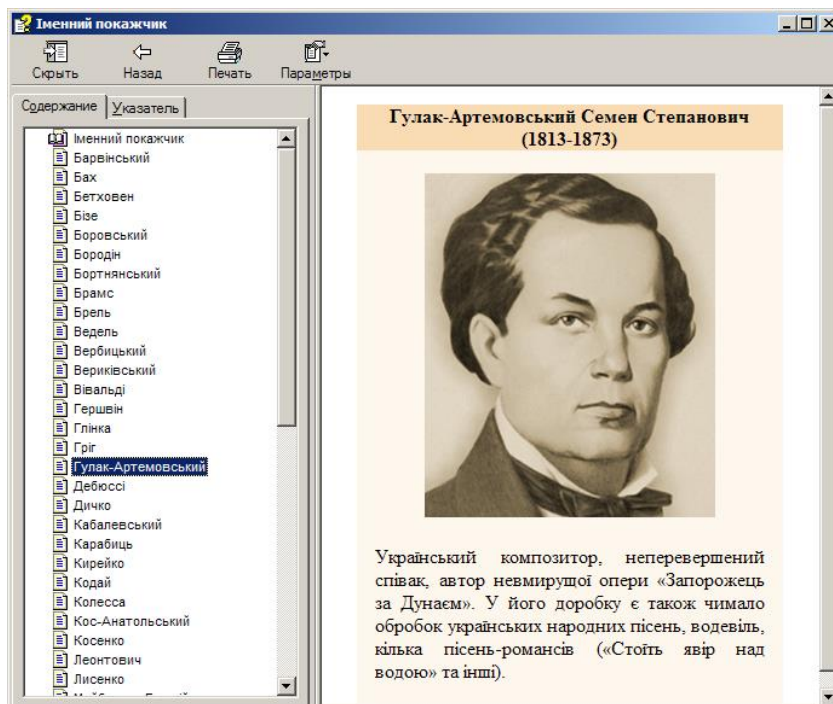 Іменний покажчик
Скрыть Назад Печать Параметры
Содержание Указатель
Іменний покажчик
Барвінський
Бах
Бетховен
Бізе
Боровський
Бородін
Бортнянський
Брамс
Брель
Ведель
Вербицький
Вериківський
Вівальді
Гершвін
Глінка
Гріг
Гулак-Артемовський
Дебюссі
Дичко
Кабалевський
Карабиць
Кирейко
Кодай
Колесса
Кос-Анатольський
Косенко
Леонтович
Лисенко
Гулак-Артемовський Семен Степанович
(1813-1873)
Український композитор, неперевершений
співак, автор невмирущої опери «Запорожець
за Дунаєм». У його доробку є також чимало
обробок українських народних пісень, водевіль,
кілька пісень-романсів («Стоїть явір над
водою» та інші).